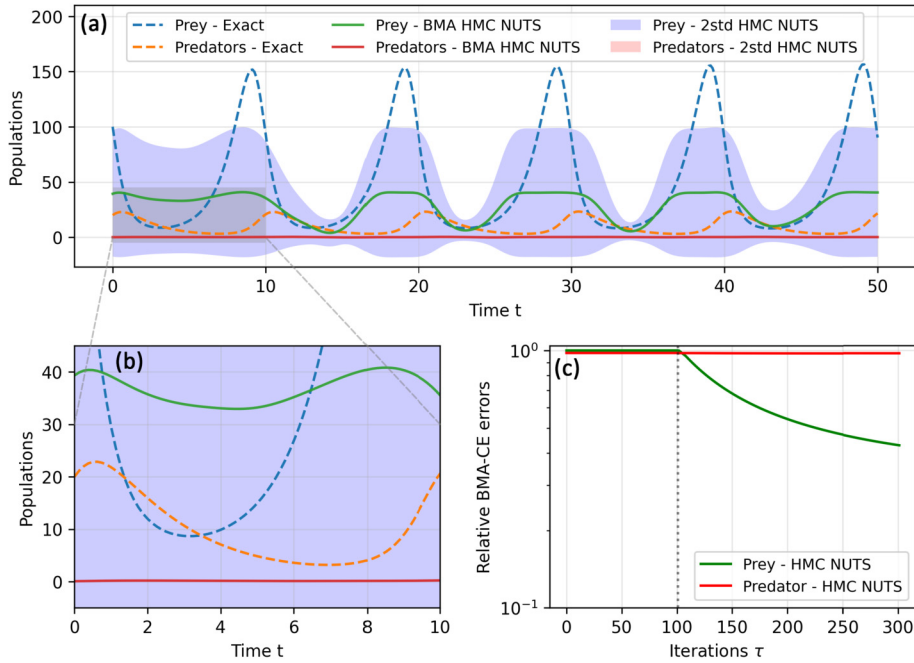 (a)
Prey - Exact
Predators - Exact
Prey - BMA HMC NUTS
Predators - BMA HMC NUTS
Prey - 2std HMC NUTS
Predators - 2std HMC NUTS
Populations
200
150
100
50
0
0 10 20 30 40 50
Time t
(b)
Populations
40
30
20
10
0
0 2 4 6 8 10
Time t
(c)
Relative BMA-CE errors
10⁰
10⁻¹
Prey - HMC NUTS
Predator - HMC NUTS
0 50 100 150 200 250 300
Iterations τ